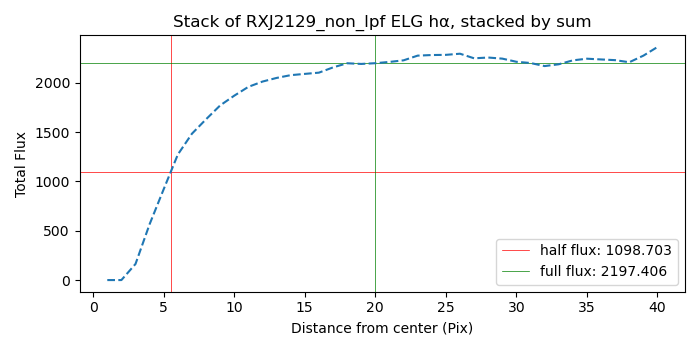 Stack of RXJ2129_non_lpf ELG hα, stacked by sum
Total Flux
2000
1500
1000
500
0
half flux: 1098.703
full flux: 2197.406
0 5 10 15 20 25 30 35 40
Distance from center (Pix)